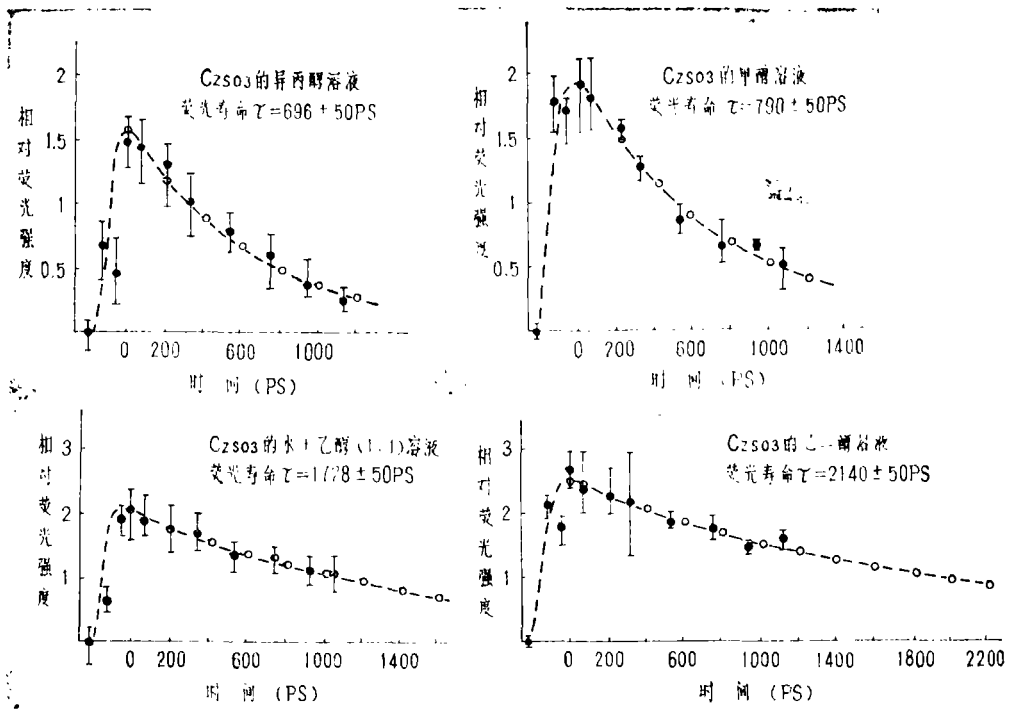 Czso3的异丙醇溶液
荧光寿命τ=696±50PS
相对荧光强度
2
1.5
1
0.5
0 200 600 1000
时间(PS)
Czso3的甲醇溶液
荧光寿命 τ=790±50PS
相对荧光强度
2
1.5
1
0.5
0 200 600 1000 1400
时间(PS)
Czso3的水+乙醇(1:1)溶液
荧光寿命τ=1778±50PS
相对荧光强度
3
2
1
0 200 600 1000 1400
时间(PS)
Czso3的乙二醇溶液
荧光寿命τ=2140±50PS
相对荧光强度
3
2
1
0 200 600 1000 1400 1800 2200
时间(PS)